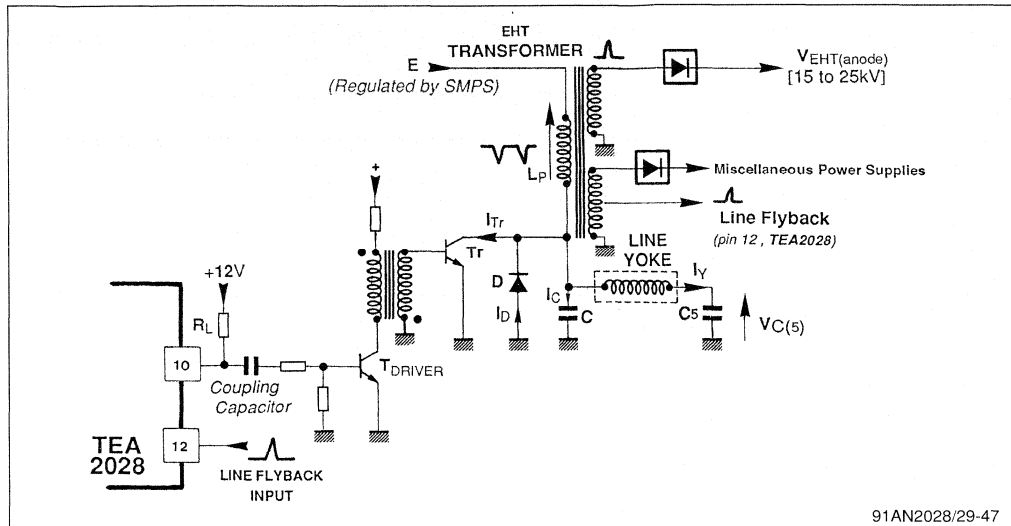 EHT
TRANSFORMER
E
(Regulated by SMPS)
VEHT(anode)
[15 to 25kV]
LP
Miscellaneous Power Supplies
Line Flyback
(pin 12 , TEA2028)
+
ITr
Tr
LINE
YOKE
IY
D
ID
IC
C
C5
VC(5)
+12V
RL
10
Coupling
Capacitor
TDRIVER
12
TEA
2028
LINE FLYBACK
INPUT
91AN2028/29-47